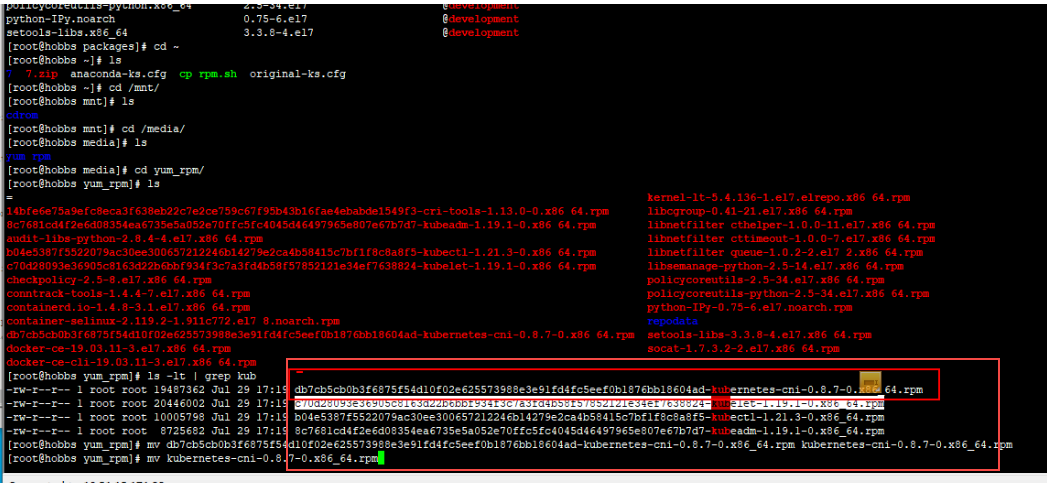 policycoreutils-python.x86_64 2.5-34.el7 @development
python-IPy.noarch 0.75-6.el7 @development
setools-libs.x86_64 3.3.8-4.el7 @development
[root@hobbs packages]# cd ~
[root@hobbs ~]# ls
7 7.zip anaconda-ks.cfg cp_rpm.sh original-ks.cfg
[root@hobbs ~]# cd /mnt/
[root@hobbs mnt]# ls
cdrom
[root@hobbs mnt]# cd /media/
[root@hobbs media]# ls
yum_rpm
[root@hobbs media]# cd yum_rpm/
[root@hobbs yum_rpm]# ls
= kernel-lt-5.4.136-1.el7.elrepo.x86_64.rpm
14bfe6e75a9efc8eca3f638eb22c7e2ce759c67f95b43b16fae4ebabde1549f3-cri-tools-1.13.0-0.x86_64.rpm libcgroup-0.41-21.el7.x86_64.rpm
8c7681cd4f2e6d08354ea6735e5a052e70ffc5fc4045d46497965e807e67b7d7-kubeadm-1.19.1-0.x86_64.rpm libnetfilter_cthelper-1.0.0-11.el7.x86_64.rpm
audit-libs-python-2.8.4-4.el7.x86_64.rpm libnetfilter_cttimeout-1.0.0-7.el7.x86_64.rpm
b04e5387f5522079ac30ee300657212246b14279e2ca4b58415c7bf1f8c8a8f5-kubectl-1.21.3-0.x86_64.rpm libnetfilter_queue-1.0.2-2.el7_2.x86_64.rpm
c70d28093e36905c8163d22b6bbf934f3c7a3fd4b58f57852121e34ef7638824-kubelet-1.19.1-0.x86_64.rpm libsemanage-python-2.5-14.el7.x86_64.rpm
checkpolicy-2.5-8.el7.x86_64.rpm policycoreutils-2.5-34.el7.x86_64.rpm
conntrack-tools-1.4.4-7.el7.x86_64.rpm policycoreutils-python-2.5-34.el7.x86_64.rpm
containerd.io-1.4.8-3.1.el7.x86_64.rpm python-IPy-0.75-6.el7.noarch.rpm
container-selinux-2.119.2-1.911c772.el7_8.noarch.rpm repodata
db7cb5cb0b3f6875f54d10f02e625573988e3e91fd4fc5eef0b1876bb18604ad-kubernetes-cni-0.8.7-0.x86_64.rpm setools-libs-3.3.8-4.el7.x86_64.rpm
docker-ce-19.03.11-3.el7.x86_64.rpm socat-1.7.3.2-2.el7.x86_64.rpm
docker-ce-cli-19.03.11-3.el7.x86_64.rpm
[root@hobbs yum_rpm]# ls -lt | grep kub
-rw-r--r-- 1 root root 19487362 Jul 29 17:19 db7cb5cb0b3f6875f54d10f02e625573988e3e91fd4fc5eef0b1876bb18604ad-kubernetes-cni-0.8.7-0.x86_64.rpm
-rw-r--r-- 1 root root 20446002 Jul 29 17:19 c70d28093e36905c8163d22b6bbf934f3c7a3fd4b58f57852121e34ef7638824-kubelet-1.19.1-0.x86_64.rpm
-rw-r--r-- 1 root root 10005798 Jul 29 17:19 b04e5387f5522079ac30ee300657212246b14279e2ca4b58415c7bf1f8c8a8f5-kubectl-1.21.3-0.x86_64.rpm
-rw-r--r-- 1 root root 8725682 Jul 29 17:19 8c7681cd4f2e6d08354ea6735e5a052e70ffc5fc4045d46497965e807e67b7d7-kubeadm-1.19.1-0.x86_64.rpm
[root@hobbs yum_rpm]# mv db7cb5cb0b3f6875f54d10f02e625573988e3e91fd4fc5eef0b1876bb18604ad-kubernetes-cni-0.8.7-0.x86_64.rpm kubernetes-cni-0.8.7-0.x86_64.rpm
[root@hobbs yum_rpm]# mv kubernetes-cni-0.8.7-0.x86_64.rpm